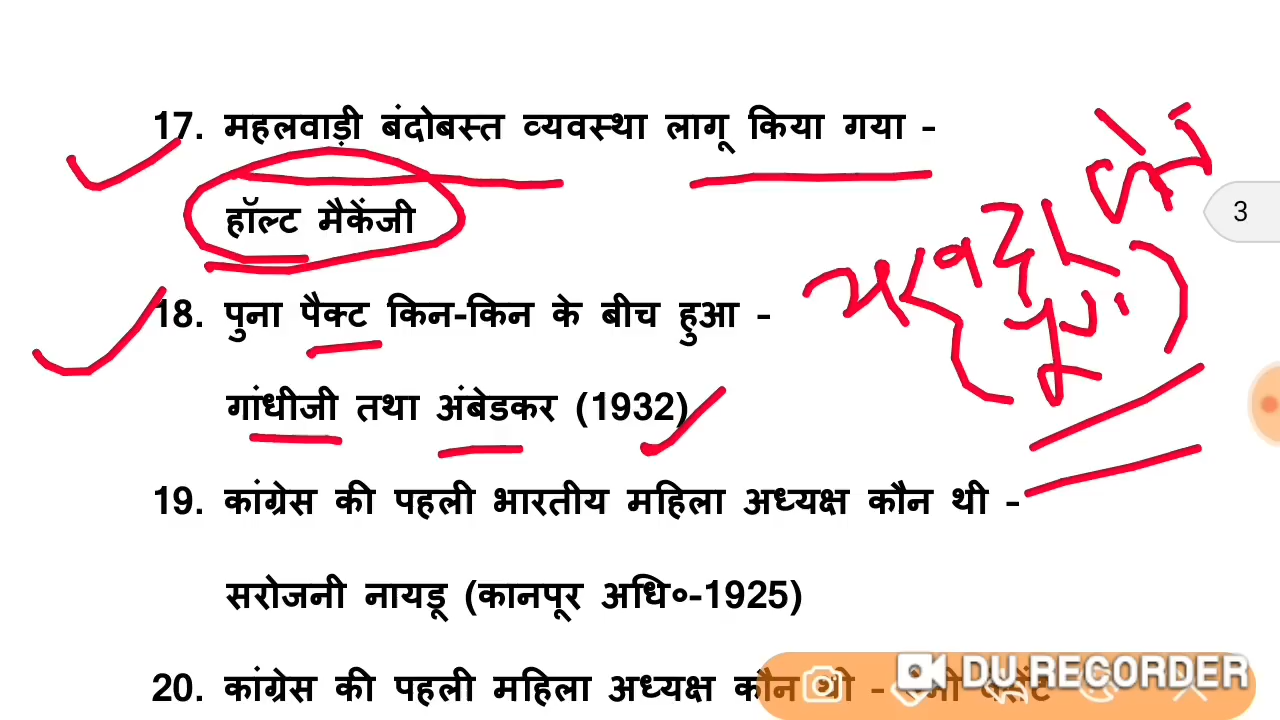 17. महलवाड़ी बंदोबस्त व्यवस्था लागू किया गया -
हॉल्ट मैकेंजी
3
18. पुना पैक्ट किन-किन के बीच हुआ -
गांधीजी तथा अंबेडकर (1932)
19. कांग्रेस की पहली भारतीय महिला अध्यक्ष कौन थी -
सरोजनी नायडू (कानपूर अधि०-1925)
20. कांग्रेस की पहली महिला अध्यक्ष कौन थी -
DU RECORDER